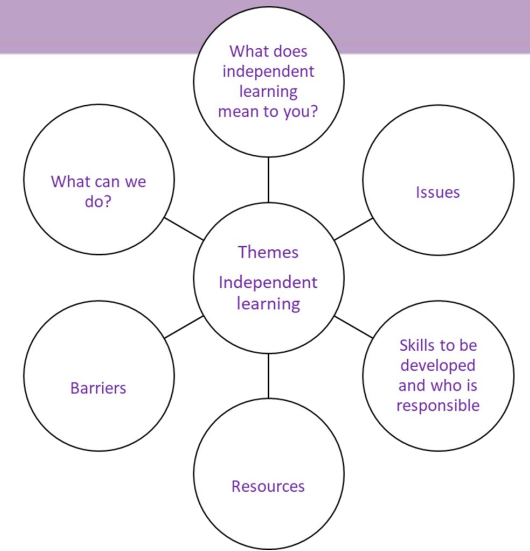 What does
independent
learning
mean to you?
Issues
Skills to be
developed
and who is
responsible
Resources
Barriers
What can we
do?
Themes
Independent
learning